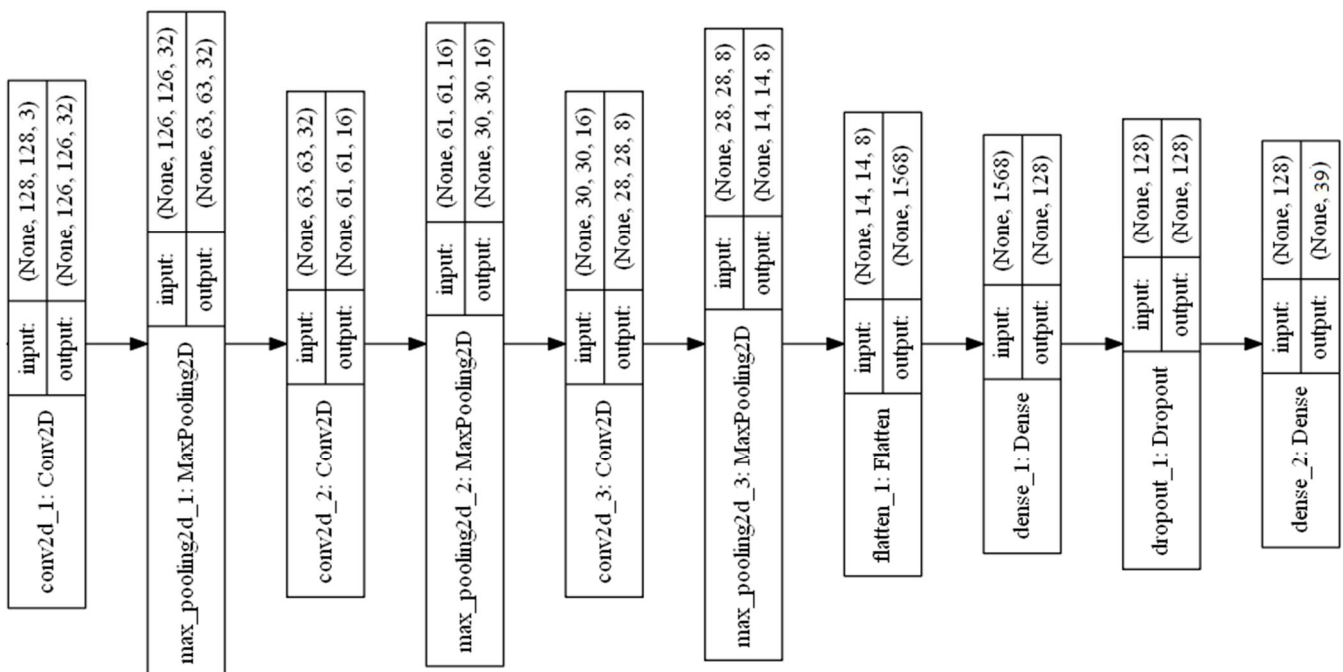 conv2d_1: Conv2D
input:
(None, 128, 128, 3)
output:
(None, 126, 126, 32)
max_pooling2d_1: MaxPooling2D
input:
(None, 126, 126, 32)
output:
(None, 63, 63, 32)
conv2d_2: Conv2D
input:
(None, 63, 63, 32)
output:
(None, 61, 61, 16)
max_pooling2d_2: MaxPooling2D
input:
(None, 61, 61, 16)
output:
(None, 30, 30, 16)
conv2d_3: Conv2D
input:
(None, 30, 30, 16)
output:
(None, 28, 28, 8)
max_pooling2d_3: MaxPooling2D
input:
(None, 28, 28, 8)
output:
(None, 14, 14, 8)
flatten_1: Flatten
input:
(None, 14, 14, 8)
output:
(None, 1568)
dense_1: Dense
input:
(None, 1568)
output:
(None, 128)
dropout_1: Dropout
input:
(None, 128)
output:
(None, 128)
dense_2: Dense
input:
(None, 128)
output:
(None, 39)